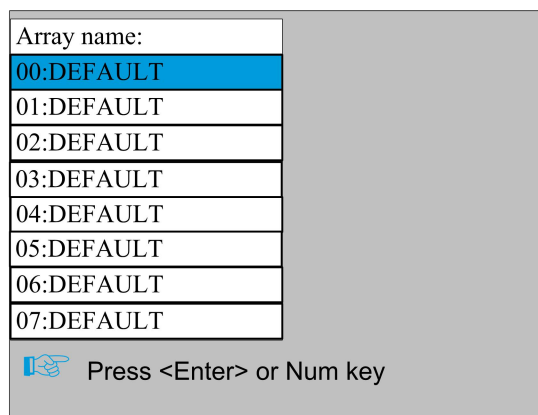 Array name:
00:DEFAULT
01:DEFAULT
02:DEFAULT
03:DEFAULT
04:DEFAULT
05:DEFAULT
06:DEFAULT
07:DEFAULT
Press <Enter> or Num key